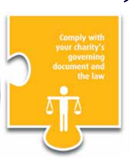 Comply with
your charity's
governing
document and
the law